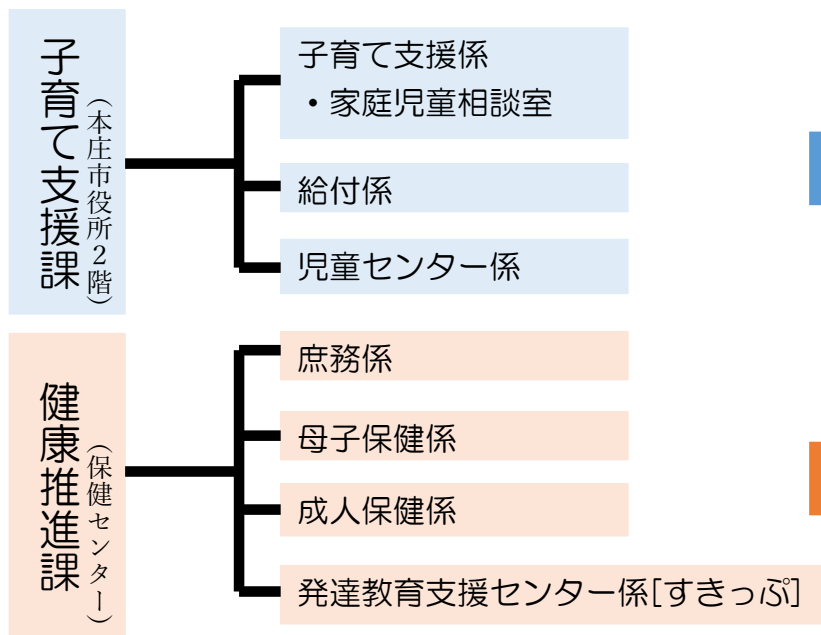 子育て支援課
（本庄市役所２階）
子育て支援係
・家庭児童相談室
給付係
児童センター係
健康推進課
（保健センター）
庶務係
母子保健係
成人保健係
発達教育支援センター係[すきっぷ]